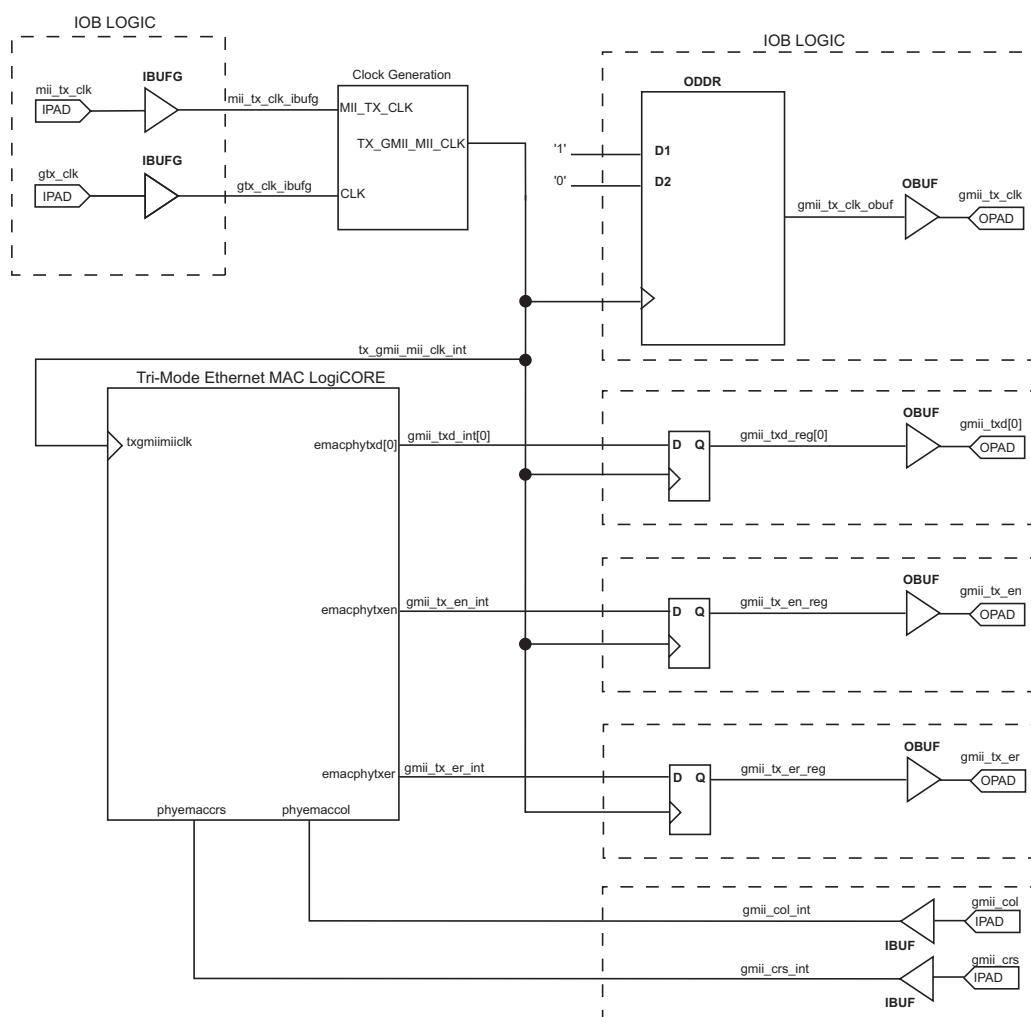 IOB LOGIC
IOB LOGIC
mii_tx_clk
IPAD
IBUFG
mii_tx_clk_ibufg
gtx_clk
IPAD
IBUFG
gtx_clk_ibufg
Clock Generation
MII_TX_CLK
TX_GMII_MII_CLK
CLK
ODDR
'1'
D1
'0'
D2
gmii_tx_clk_obuf
OBUF
gmii_tx_clk
OPAD
tx_gmii_mii_clk_int
Tri-Mode Ethernet MAC LogiCORE
txgmiimiiclk
emacphytxd[0]
gmii_txd_int[0]
D Q
gmii_txd_reg[0]
OBUF
gmii_txd[0]
OPAD
emacphytxen
gmii_tx_en_int
D Q
gmii_tx_en_reg
OBUF
gmii_tx_en
OPAD
emacphytxer
gmii_tx_er_int
D Q
gmii_tx_er_reg
OBUF
gmii_tx_er
OPAD
phyemaccrs
phyemaccol
gmii_col_int
IBUF
gmii_col
IPAD
gmii_crs_int
IBUF
gmii_crs
IPAD